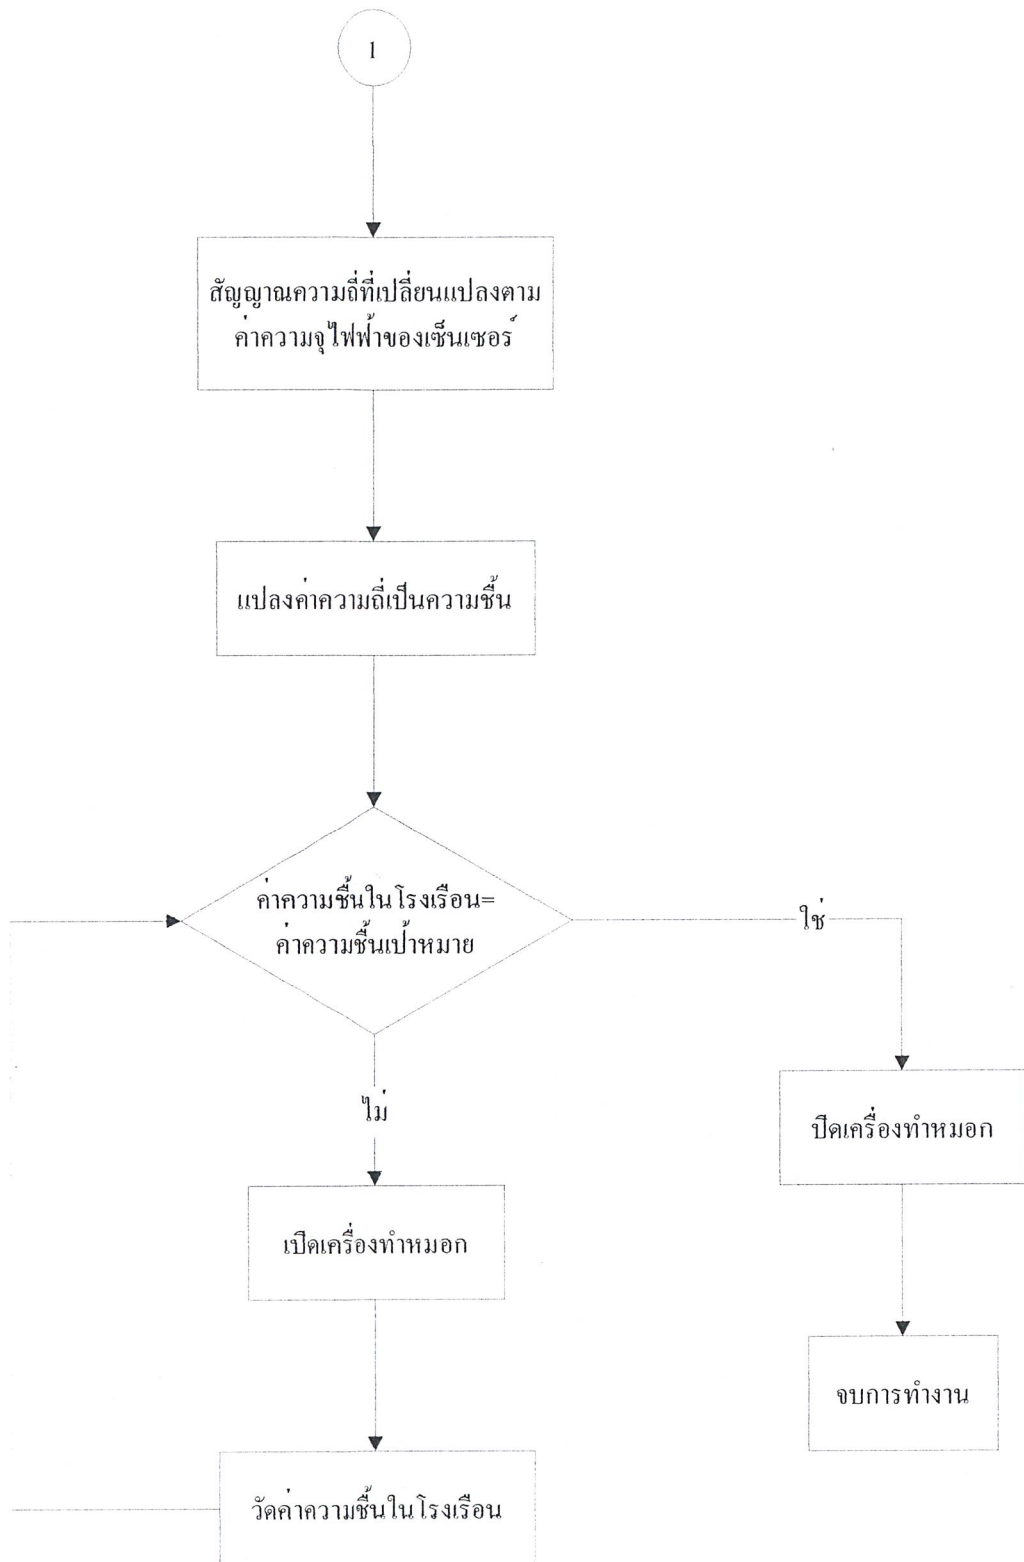 1
สัญญาณความถี่ที่เปลี่ยนแปลงตาม
ค่าความจุไฟฟ้าของเซ็นเซอร์
แปลงค่าความถี่เป็นความชื้น
ค่าความชื้นในโรงเรือน=
ค่าความชื้นเป้าหมาย
ใช่
ไม่
ปิดเครื่องทำหมอก
เปิดเครื่องทำหมอก
จบการทำงาน
วัดค่าความชื้นในโรงเรือน